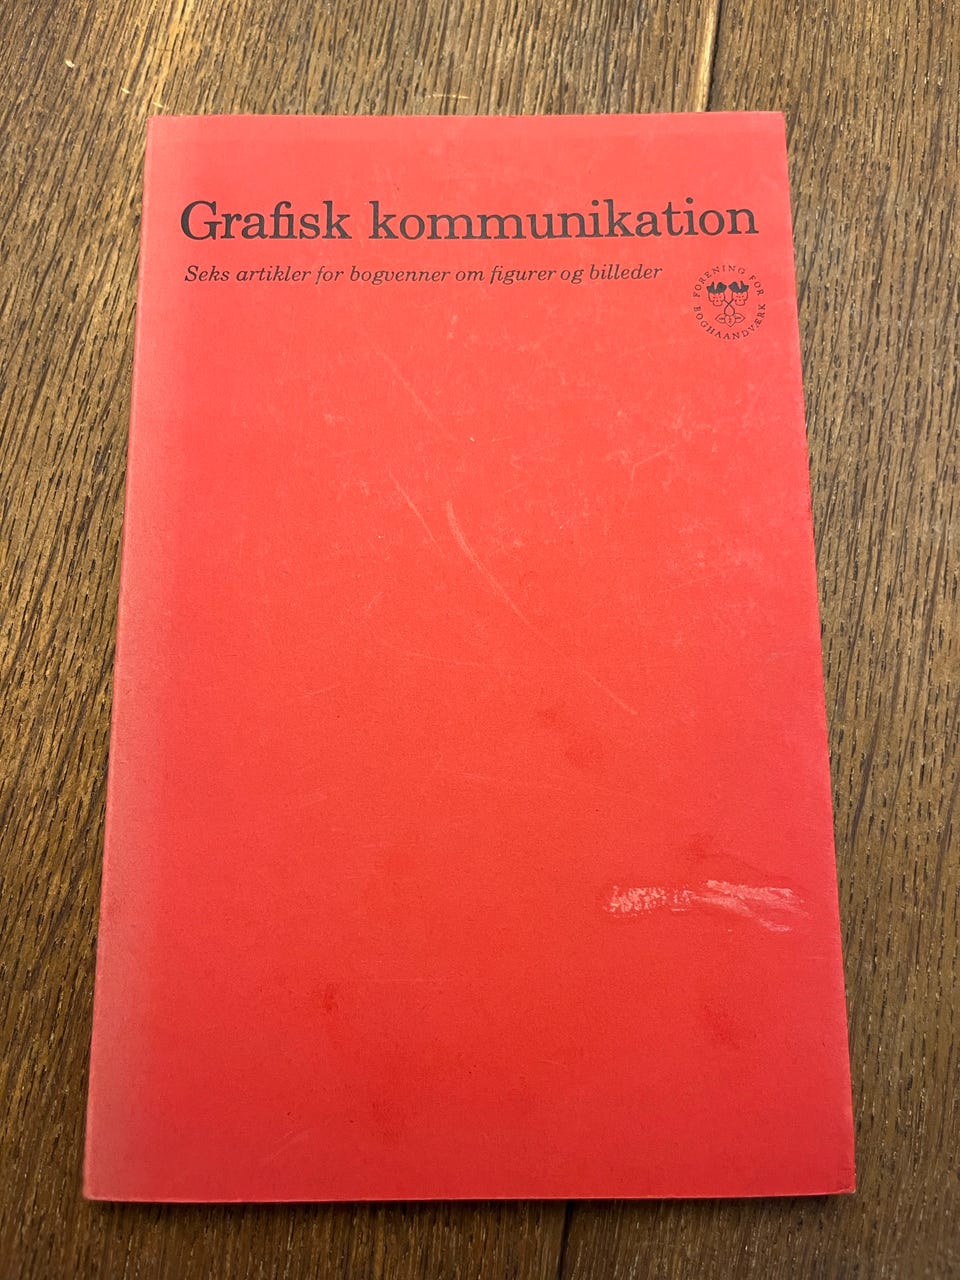 Grafisk kommunikation
Seks artikler for bogvenner om figurer og billeder
FORENING FOR BOGHAANDVÆRK